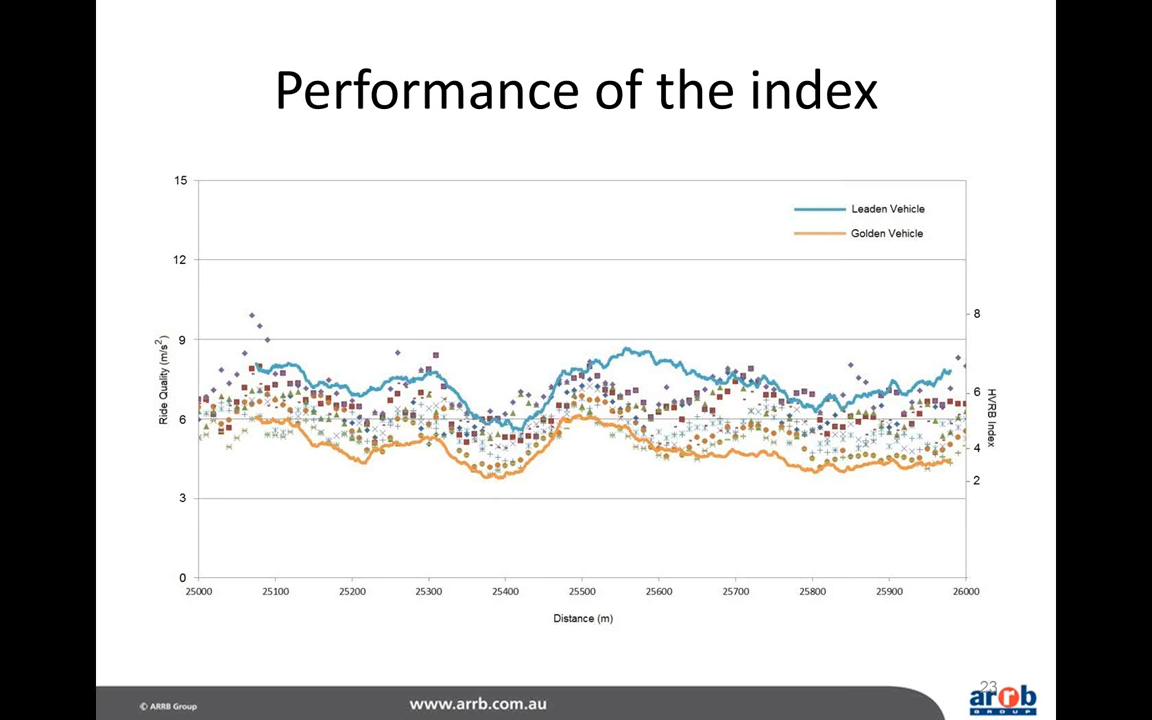 Performance of the index
15
12
9
6
3
0
Ride Quality (m/s²)
Leaden Vehicle
Golden Vehicle
8
6
4
2
HVRB Index
25000 25100 25200 25300 25400 25500 25600 25700 25800 25900 26000
Distance (m)
23
© ARRB Group
www.arrb.com.au
arrb
GROUP